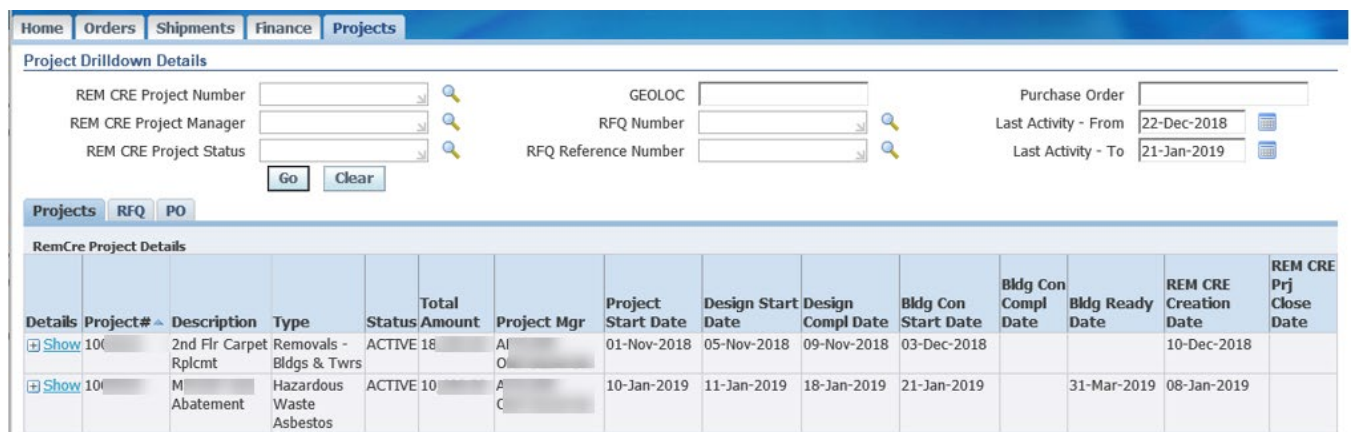 Home Orders Shipments Finance Projects
Project Drilldown Details
REM CRE Project Number GEOLOC Purchase Order
REM CRE Project Manager RFQ Number Last Activity - From 22-Dec-2018
REM CRE Project Status RFQ Reference Number Last Activity - To 21-Jan-2019
Go Clear
Projects RFQ PO
RemCre Project Details
REM CRE
Bldg Con REM CRE Prj
Total Project Design Start Design Bldg Con Compl Bldg Ready Creation Close
Details Project# Description Type Status Amount Project Mgr Start Date Date Compl Date Start Date Date Date Date Date
Show 2nd Flr Carpet Removals - ACTIVE 01-Nov-2018 05-Nov-2018 09-Nov-2018 03-Dec-2018 10-Dec-2018
Rplcmt Bldgs & Twrs
Show Hazardous ACTIVE 10-Jan-2019 11-Jan-2019 18-Jan-2019 21-Jan-2019 31-Mar-2019 08-Jan-2019
Abatement Waste
Asbestos